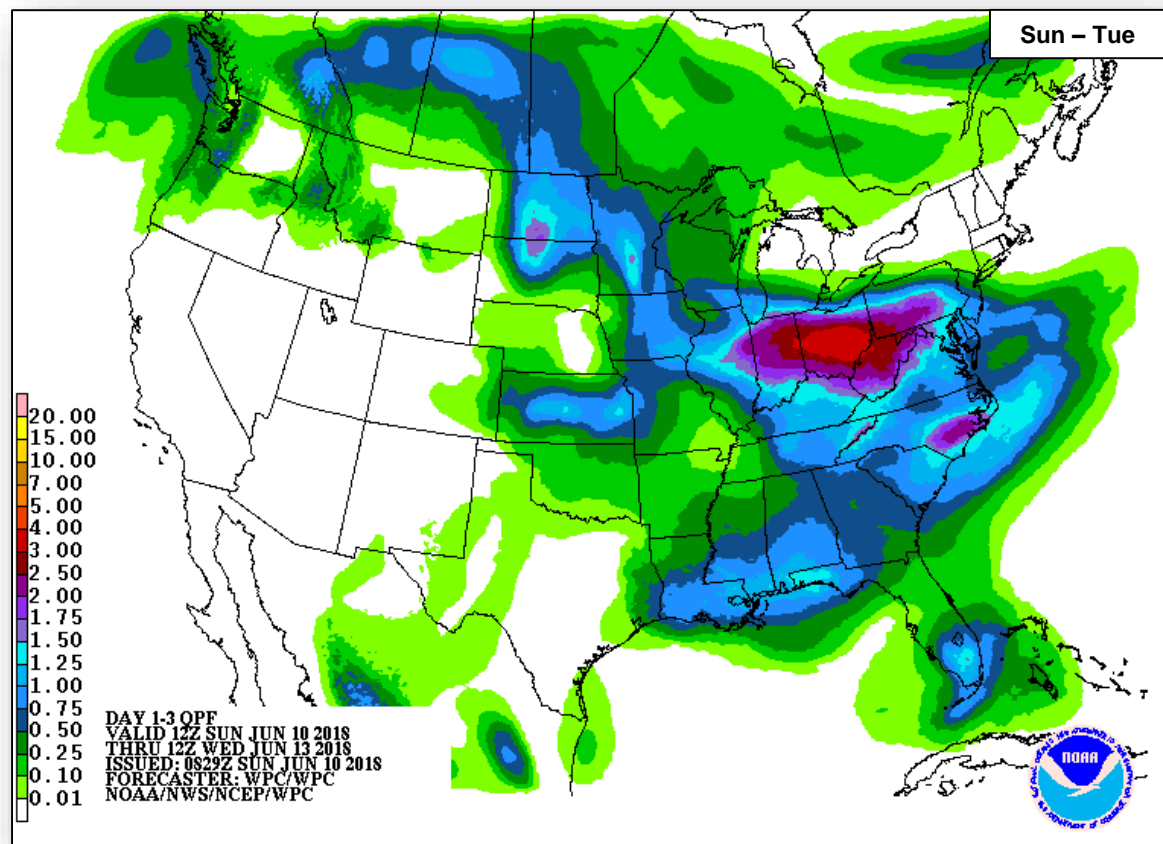 Sun – Tue
20.00
15.00
10.00
7.00
5.00
4.00
3.00
2.50
2.00
1.75
1.50
1.25
1.00
0.75
0.50
0.25
0.10
0.01
DAY 1-3 QPF
VALID 12Z SUN JUN 10 2018
THRU 12Z WED JUN 13 2018
ISSUED: 0829Z SUN JUN 10 2018
FORECASTER: WPC/WPC
NOAA/NWS/NCEP/WPC
NOAA